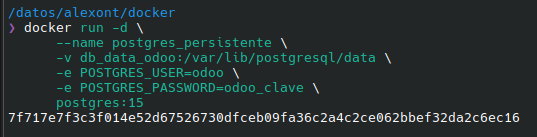 /datos/alexont/docker
❯ docker run -d \
--name postgres_persistente \
-v db_data_odoo:/var/lib/postgresql/data \
-e POSTGRES_USER=odoo \
-e POSTGRES_PASSWORD=odoo_clave \
postgres:15
7f717e7f3c3f014e52d67526730dfceb09fa36c2a4c2ce062bbef32da2c6ec16